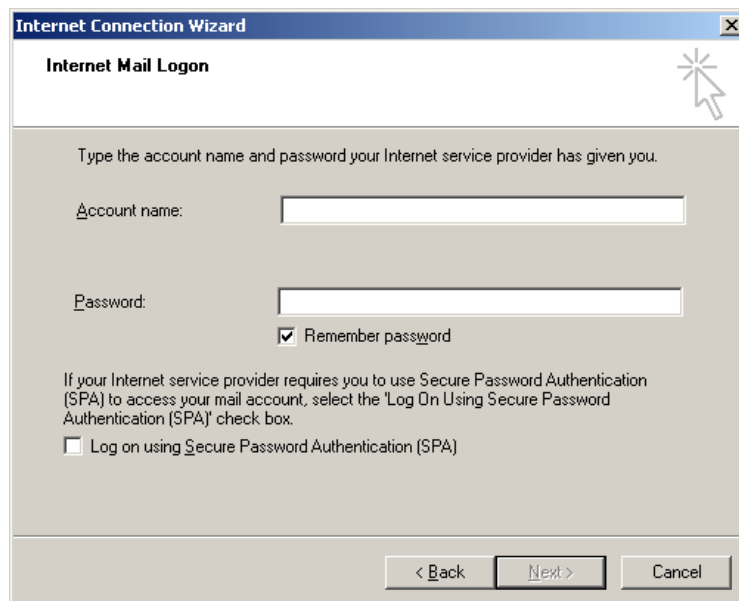 Internet Connection Wizard
Internet Mail Logon
Type the account name and password your Internet service provider has given you.
Account name:
Password:
Remember password
If your Internet service provider requires you to use Secure Password Authentication
(SPA) to access your mail account, select the 'Log On Using Secure Password
Authentication (SPA)' check box.
Log on using Secure Password Authentication (SPA)
< Back Next > Cancel